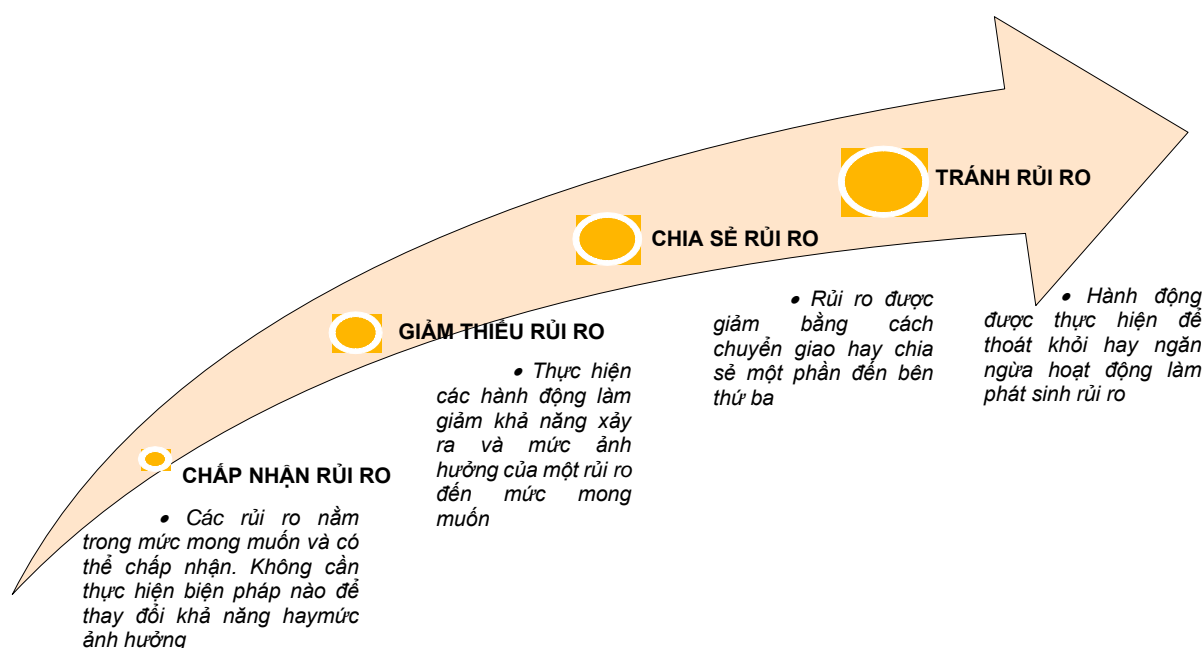 CHẤP NHẬN RỦI RO
• Các rủi ro nằm
trong mức mong muốn và có
thể chấp nhận. Không cần
thực hiện biện pháp nào để
thay đổi khả năng haymức
ảnh hưởng
GIẢM THIỂU RỦI RO
• Thực hiện
các hành động làm
giảm khả năng xảy
ra và mức ảnh
hưởng của một rủi ro
đến mức mong
muốn
CHIA SẺ RỦI RO
• Rủi ro được
giảm bằng cách
chuyển giao hay chia
sẻ một phần đến bên
thứ ba
TRÁNH RỦI RO
• Hành động
được thực hiện để
thoát khỏi hay ngăn
ngừa hoạt động làm
phát sinh rủi ro